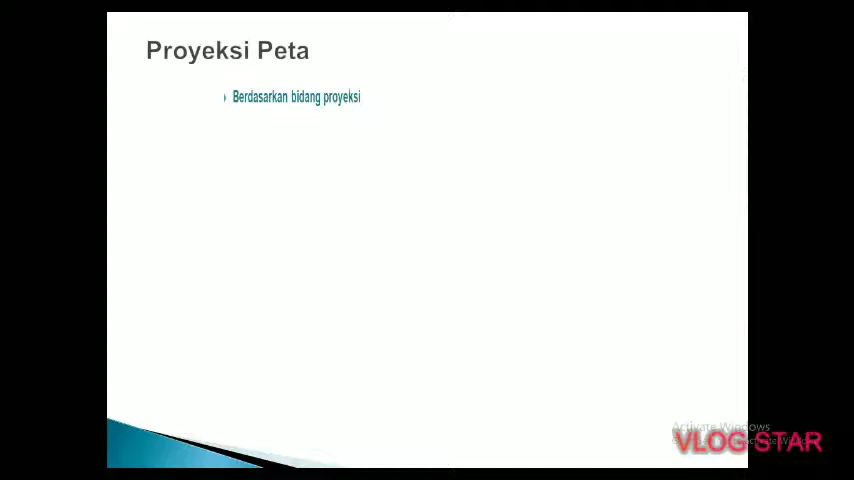 Proyeksi Peta
Berdasarkan bidang proyeksi
Activate Windows
VLOG STAR